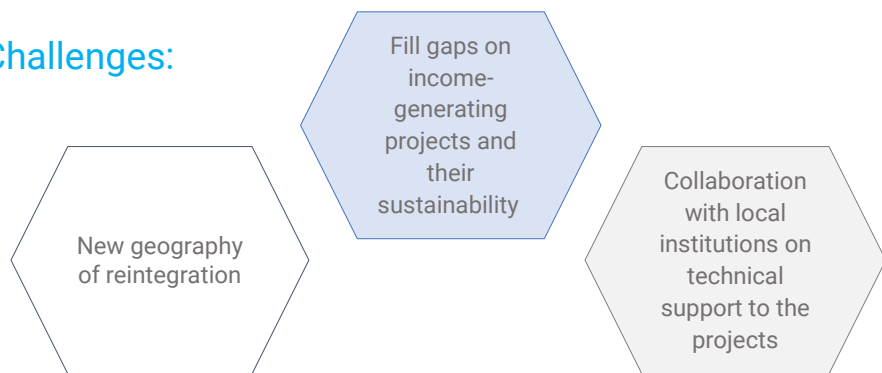 Challenges:
Fill gaps on
income-
generating
projects and
their
sustainability
New geography
of reintegration
Collaboration
with local
institutions on
technical
support to the
projects